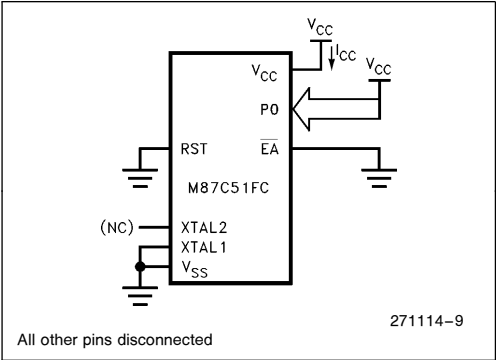 VCC
ICC
VCC
VCC
P0
RST
EA
M87C51FC
(NC)
XTAL2
XTAL1
VSS
271114-9
All other pins disconnected